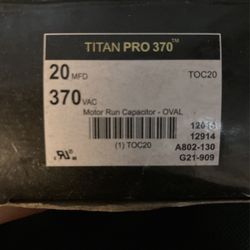 TITAN PRO 370™
20 MFD TOC20
370 VAC
Motor Run Capacitor - OVAL
12914
(1) TOC20
A802-130
G21-909